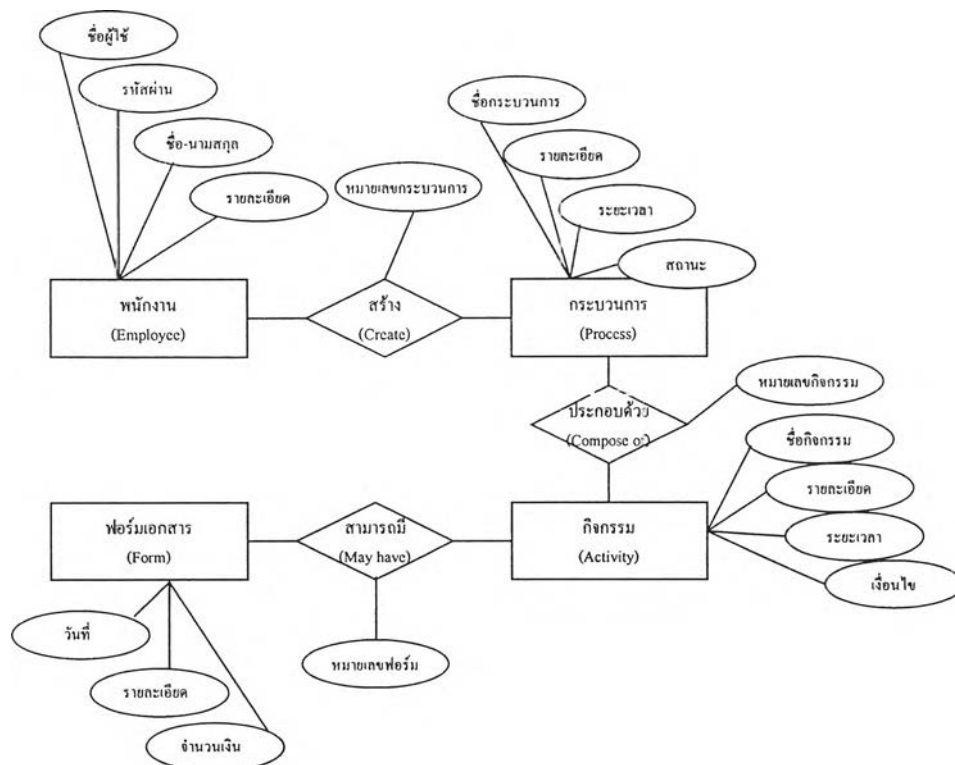 ชื่อผู้ใช้
รหัสผ่าน
ชื่อ-นามสกุล
รายละเอียด
หมายเลขกระบวนการ
ชื่อกระบวนการ
รายละเอียด
ระยะเวลา
สถานะ
พนักงาน
(Employee)
สร้าง
(Create)
กระบวนการ
(Process)
ประกอบด้วย
(Compose of)
หมายเลขกิจกรรม
ชื่อกิจกรรม
รายละเอียด
ระยะเวลา
เงื่อนไข
ฟอร์มเอกสาร
(Form)
สามารถมี
(May have)
กิจกรรม
(Activity)
วันที่
รายละเอียด
จำนวนเงิน
หมายเลขฟอร์ม